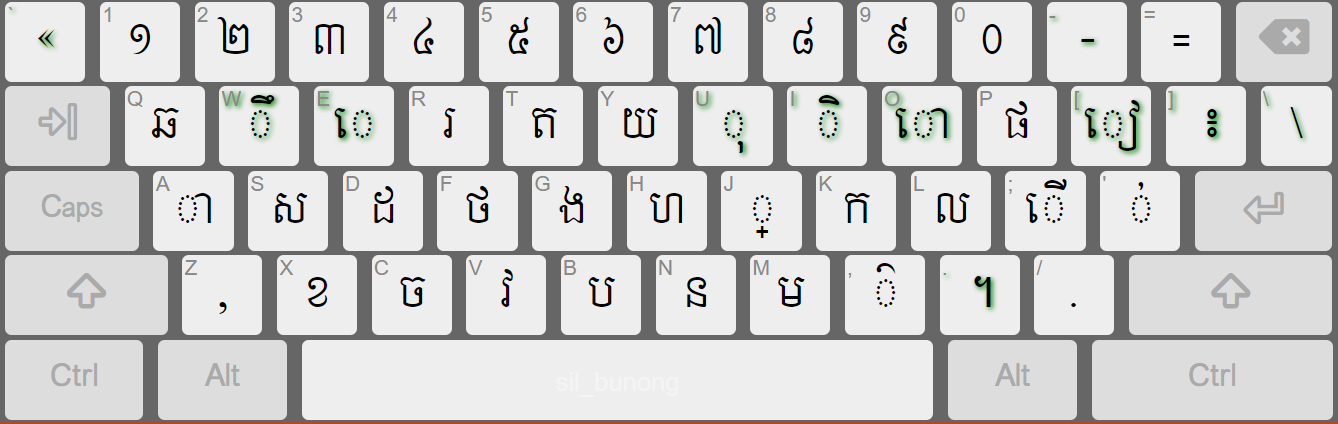 ` « 1 ១ 2 ២ 3 ៣ 4 ៤ 5 ៥ 6 ៦ 7 ៧ 8 ៨ 9 ៩ 0 ០ - - = =
Q ឆ W ◌ឹ E ◌េ R រ T ត Y យ U ◌ុ I ◌ិ O ◌ោ P ផ [ ◌ៀ ] ៖ \ \
Caps A ◌ា S ស D ដ F ថ G ង H ហ J ◌្ K ក L ល ; ◌ើ ' ◌់
Z , X ខ C ច V វ B ប N ន M ម , ◌៑ . ។ / .
Ctrl Alt sil_bunong Alt Ctrl